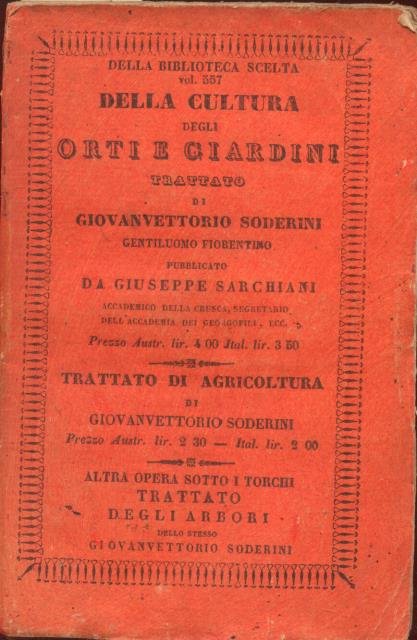 DELLA BIBLIOTECA SCELTA
vol. 557
DELLA CULTURA
DEGLI
ORTI E GIARDINI
TRATTATO
DI
GIOVANVETTORIO SODERINI
GENTILUOMO FIORENTINO
PUBBLICATO
DA GIUSEPPE SARCHIANI
ACCADEMICO DELLA CRUSCA, SEGRETARIO
DELL'ACCADEMIA DEI GEORGOFILI, ECC.
Prezzo Austr. lir. 4 00 Ital. lir. 3 50
TRATTATO DI AGRICOLTURA
DI
GIOVANVETTORIO SODERINI
Prezzo Austr. lir. 2 30 — Ital. lir. 2 00
ALTRA OPERA SOTTO I TORCHI
TRATTATO
DEGLI ARBORI
DELLO STESSO
GIOVANVETTORIO SODERINI